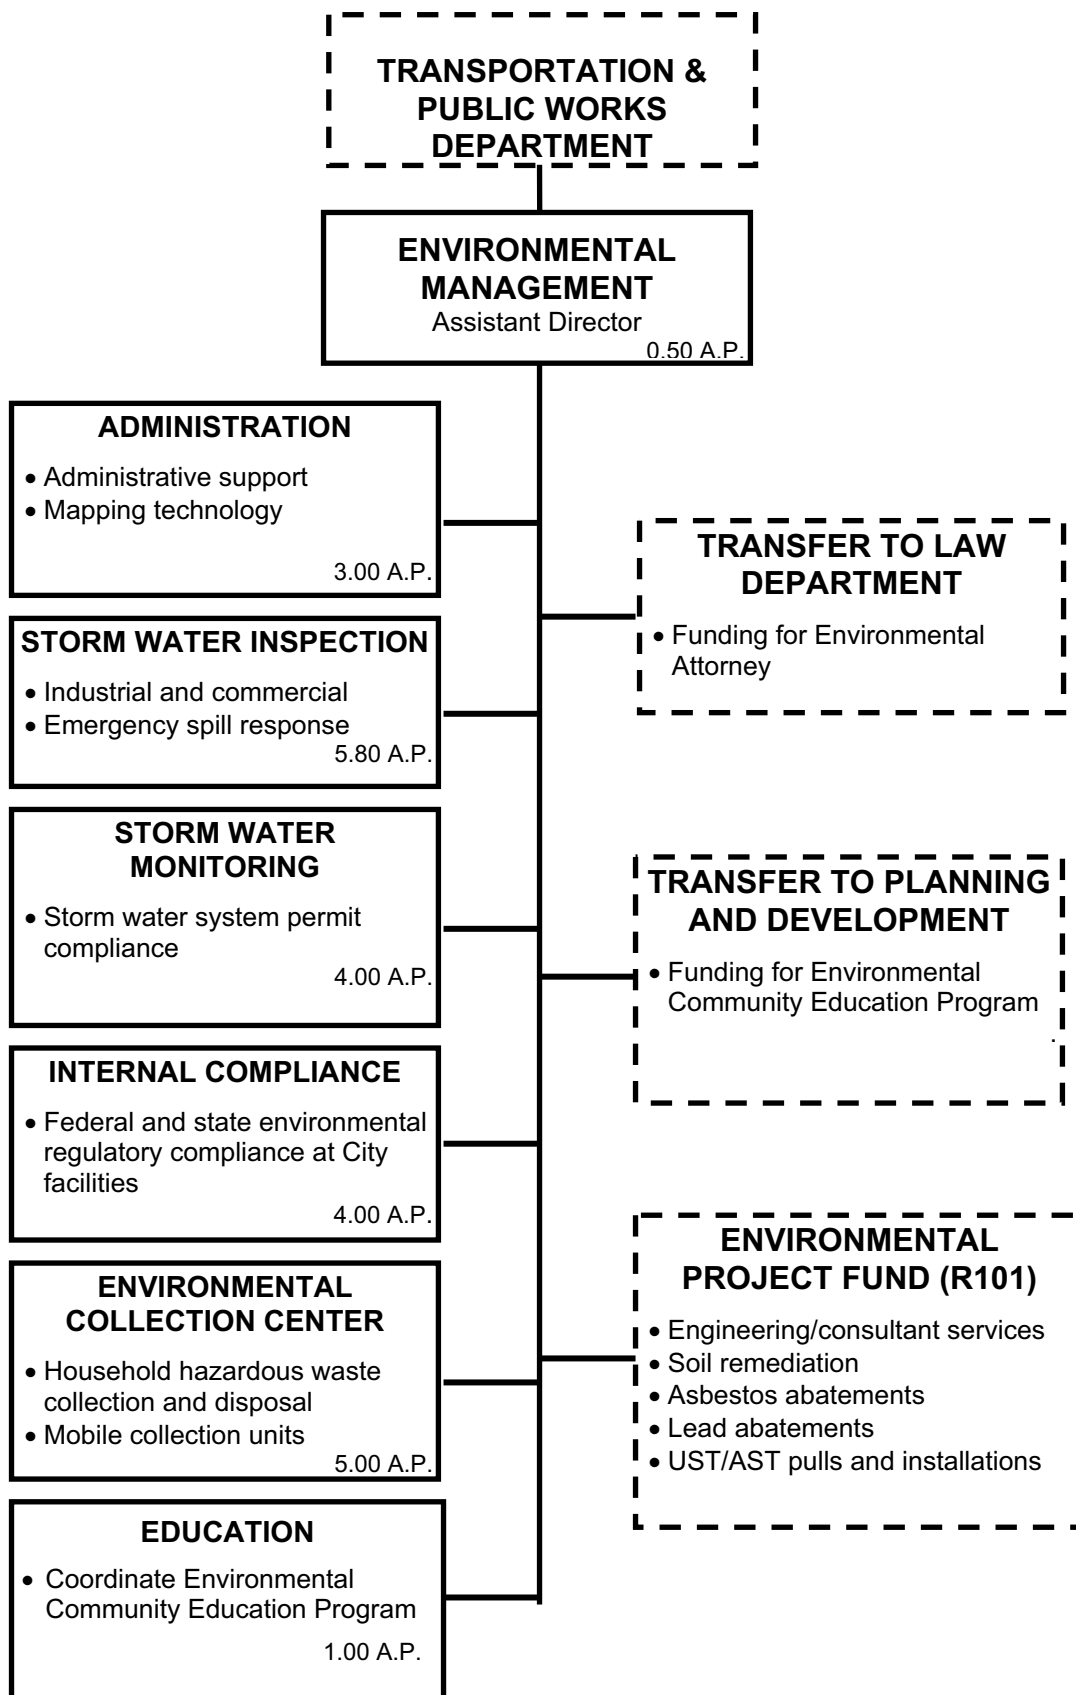 TRANSPORTATION &
PUBLIC WORKS
DEPARTMENT
ENVIRONMENTAL
MANAGEMENT
Assistant Director
0.50 A.P.
ADMINISTRATION
• Administrative support
• Mapping technology
3.00 A.P.
STORM WATER INSPECTION
• Industrial and commercial
• Emergency spill response
5.80 A.P.
STORM WATER
MONITORING
• Storm water system permit
compliance
4.00 A.P.
INTERNAL COMPLIANCE
• Federal and state environmental
regulatory compliance at City
facilities
4.00 A.P.
ENVIRONMENTAL
COLLECTION CENTER
• Household hazardous waste
collection and disposal
• Mobile collection units
5.00 A.P.
EDUCATION
• Coordinate Environmental
Community Education Program
1.00 A.P.
TRANSFER TO LAW
DEPARTMENT
• Funding for Environmental
Attorney
TRANSFER TO PLANNING
AND DEVELOPMENT
• Funding for Environmental
Community Education Program
.
ENVIRONMENTAL
PROJECT FUND (R101)
• Engineering/consultant services
• Soil remediation
• Asbestos abatements
• Lead abatements
• UST/AST pulls and installations